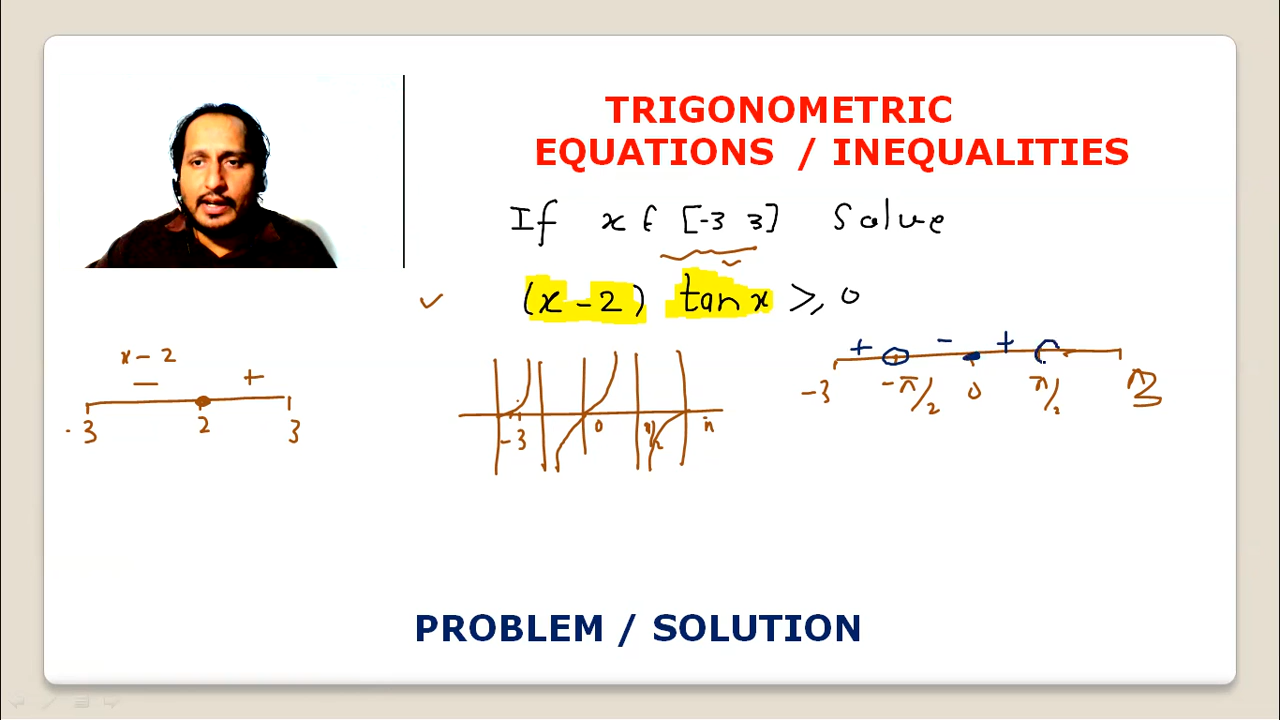 TRIGONOMETRIC
EQUATIONS / INEQUALITIES
If x ∈ [-3 3] Solve
(x-2) tan x ≥ 0
x - 2
- +
-3 2 3
-3 0 π/2 π
+ - +
-3 -π/2 0 π/2 3
PROBLEM / SOLUTION